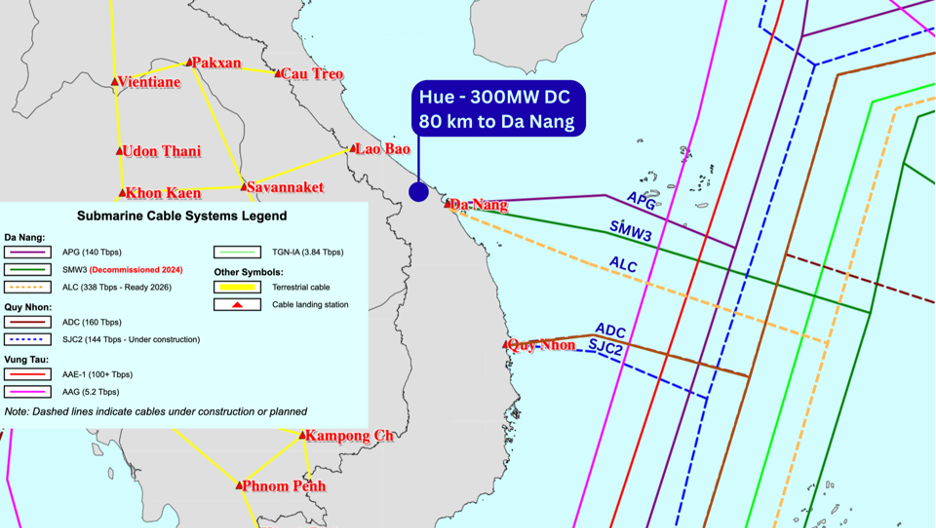 Pakxan
Vientiane
Cau Treo
Hue - 300MW DC
80 km to Da Nang
Udon Thani
Lao Bao
Khon Kaen
Savannaket
Da Nang
APG
SMW3
ALC
ADC
SJC2
Quy Nhon
Submarine Cable Systems Legend
Da Nang:
APG (140 Tbps)
SMW3 (Decommissioned 2024)
ALC (338 Tbps - Ready 2026)
Quy Nhon:
ADC (160 Tbps)
SJC2 (144 Tbps - Under construction)
Vung Tau:
AAE-1 (100+ Tbps)
AAG (5.2 Tbps)
TGN-IA (3.84 Tbps)
Other Symbols:
Terrestrial cable
Cable landing station
Note: Dashed lines indicate cables under construction or planned
Kampong Ch
Phnom Penh